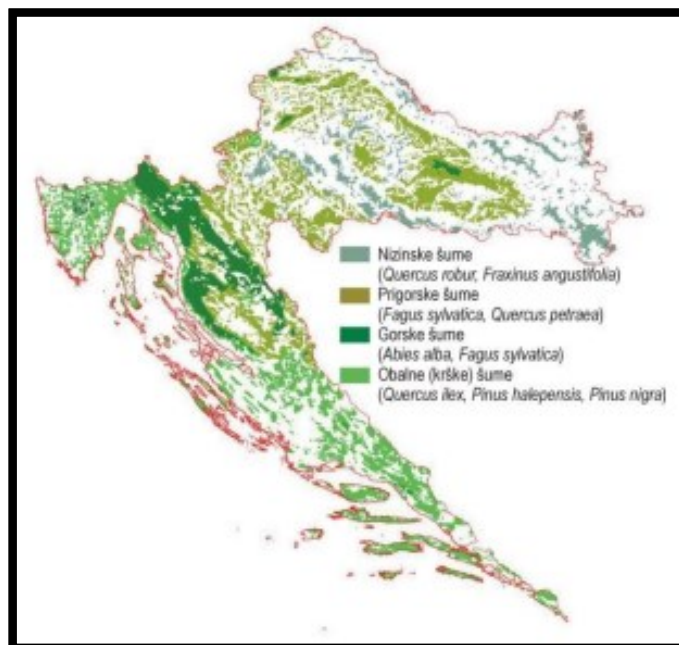 Nizinske šume
(Quercus robur, Fraxinus angustifolia)
Prigorske šume
(Fagus sylvatica, Quercus petraea)
Gorske šume
(Abies alba, Fagus sylvatica)
Obalne (krške) šume
(Quercus ilex, Pinus halepensis, Pinus nigra)